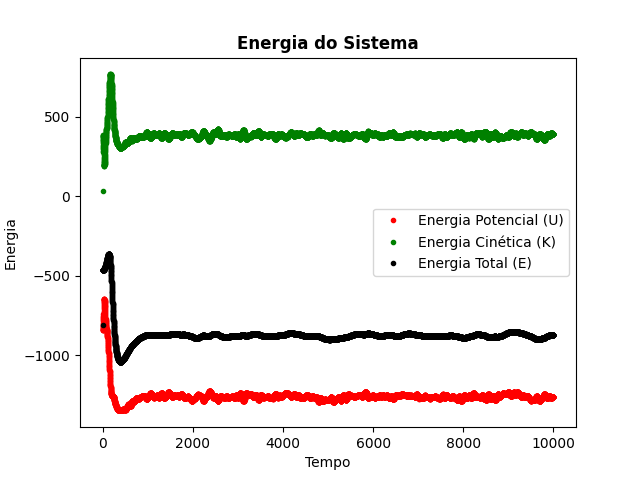 Energia do Sistema
Energia
500
0
−500
−1000
Energia Potencial (U)
Energia Cinética (K)
Energia Total (E)
0
2000
4000
6000
8000
10000
Tempo